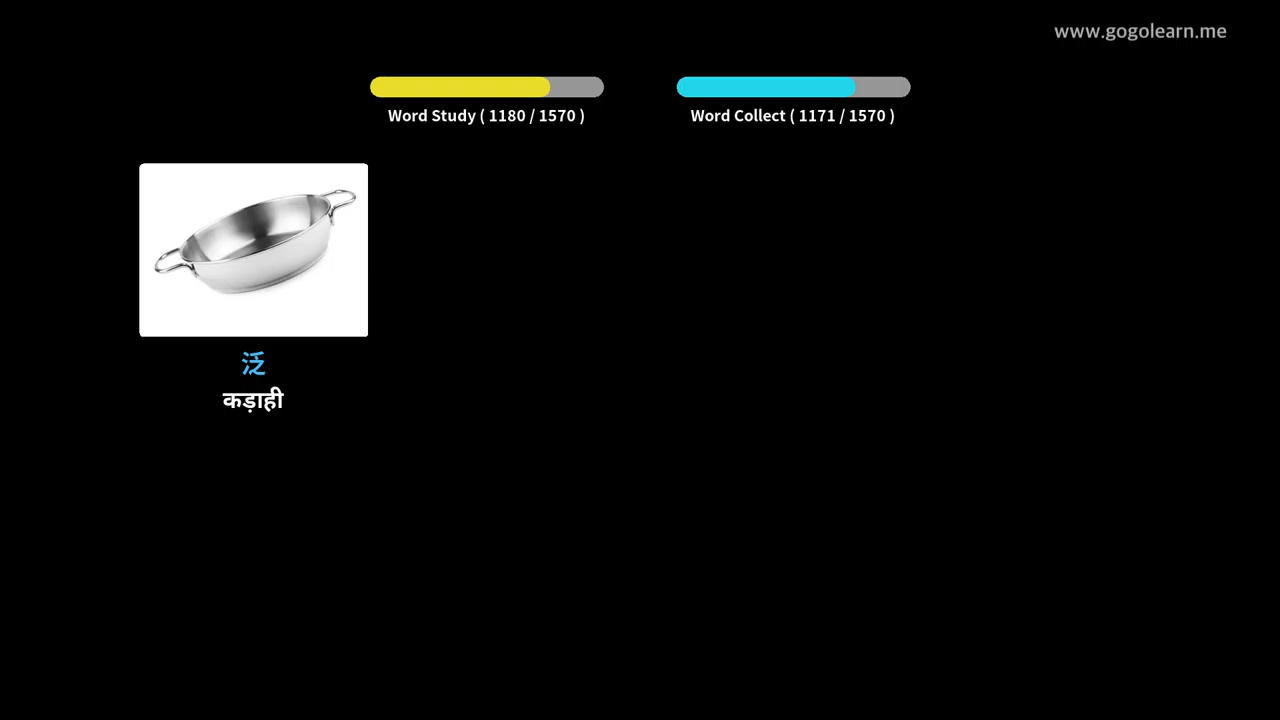 www.gogolearn.me
Word Study ( 1180 / 1570 )
Word Collect ( 1171 / 1570 )
泛
कड़ाही